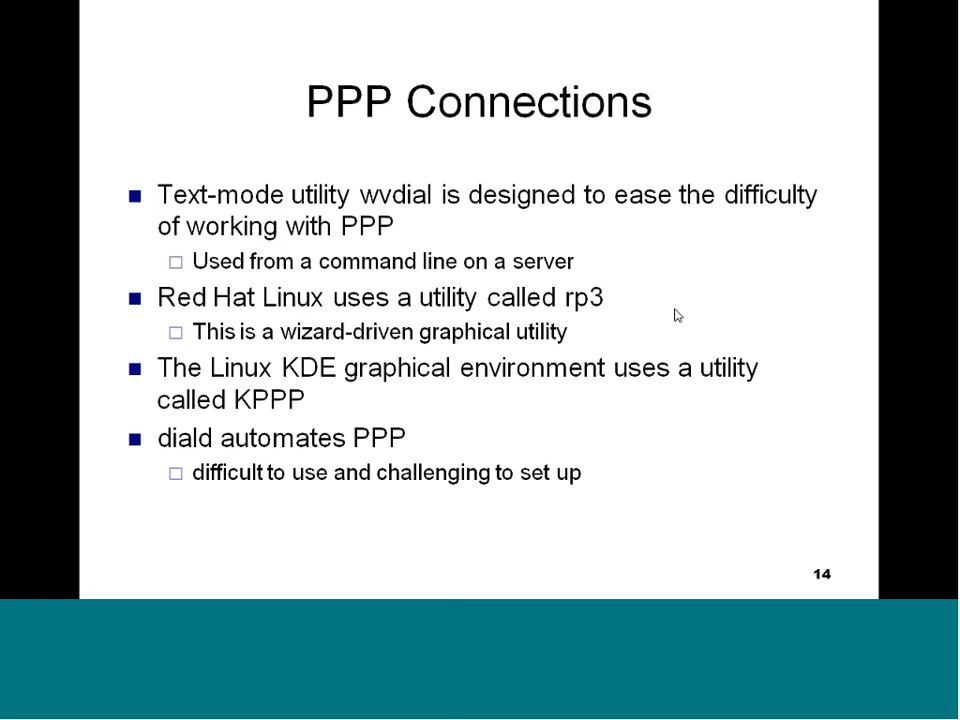 PPP Connections
Text-mode utility wvdial is designed to ease the difficulty
of working with PPP
Used from a command line on a server
Red Hat Linux uses a utility called rp3
This is a wizard-driven graphical utility
The Linux KDE graphical environment uses a utility
called KPPP
diald automates PPP
difficult to use and challenging to set up
14